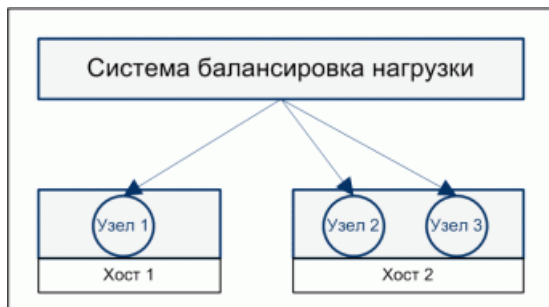 Система балансировка нагрузки
Узел 1
Узел 2
Узел 3
Хост 1
Хост 2